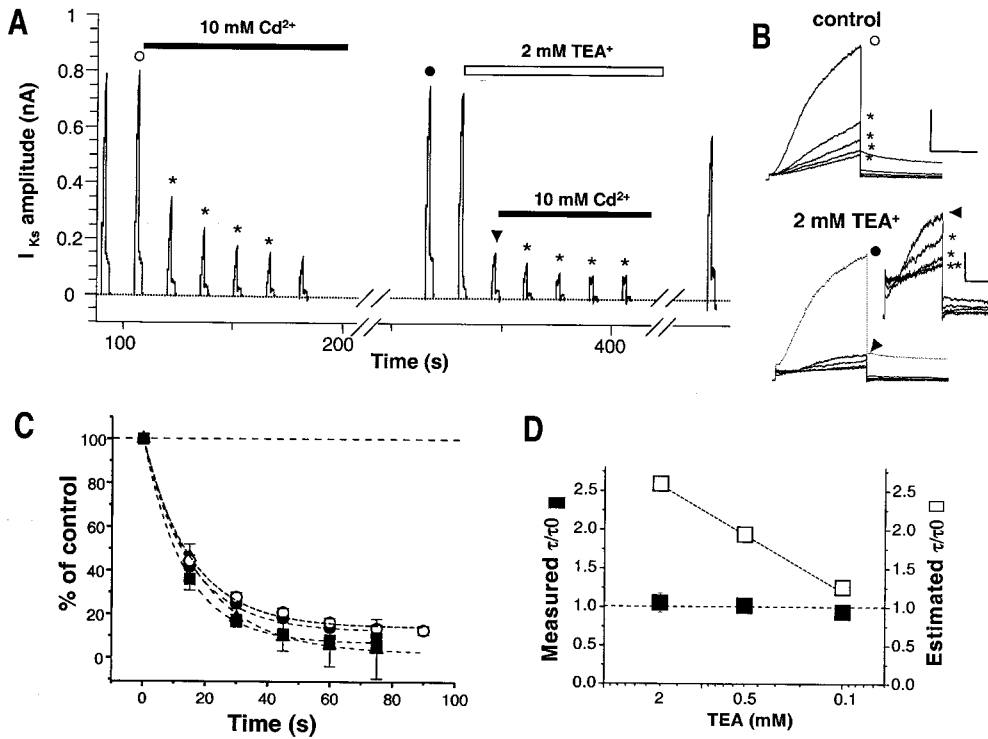 A
10 mM Cd²⁺
2 mM TEA⁺
10 mM Cd²⁺
I Ks amplitude (nA)
1
0.8
0.6
0.4
0.2
0
* * * *
* * * *
100
200
400
Time (s)
B
control
*
*
*
*
2 mM TEA⁺
*
*
**
C
% of control
100
80
60
40
20
0
0 20 40 60 80 100
Time (s)
D
Measured τ/τ0
2.5
2.0
1.5
1.0
0.5
0.0
Estimated τ/τ0
2.5
2.0
1.5
1.0
0.5
0.0
2 0.5 0.1
TEA (mM)